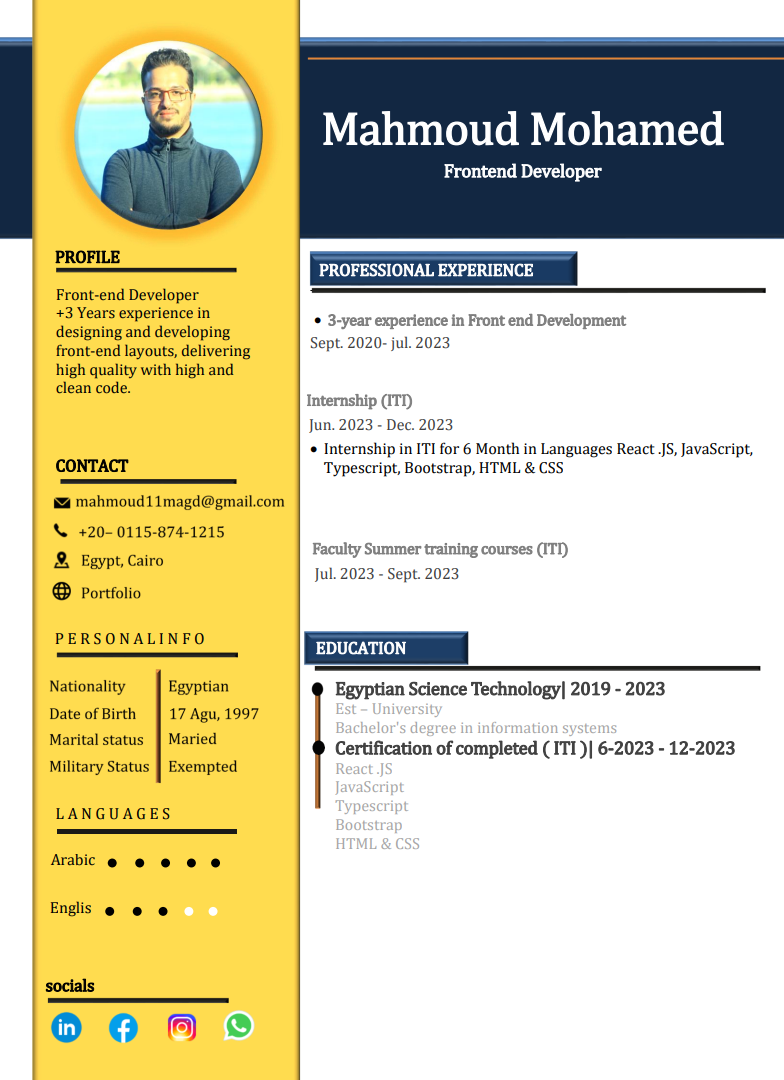 Mahmoud Mohamed
Frontend Developer
PROFILE
Front-end Developer
+3 Years experience in
designing and developing
front-end layouts, delivering
high quality with high and
clean code.
CONTACT
mahmoud11magd@gmail.com
+20– 0115-874-1215
Egypt, Cairo
Portfolio
PERSONALINFO
Nationality Egyptian
Date of Birth 17 Agu, 1997
Marital status Maried
Military Status Exempted
LANGUAGES
Arabic
Englis
socials
in
f
PROFESSIONAL EXPERIENCE
• 3-year experience in Front end Development
Sept. 2020- jul. 2023
Internship (ITI)
Jun. 2023 - Dec. 2023
• Internship in ITI for 6 Month in Languages React .JS, JavaScript,
Typescript, Bootstrap, HTML & CSS
Faculty Summer training courses (ITI)
Jul. 2023 - Sept. 2023
EDUCATION
Egyptian Science Technology| 2019 - 2023
Est – University
Bachelor's degree in information systems
Certification of completed ( ITI )| 6-2023 - 12-2023
React .JS
JavaScript
Typescript
Bootstrap
HTML & CSS